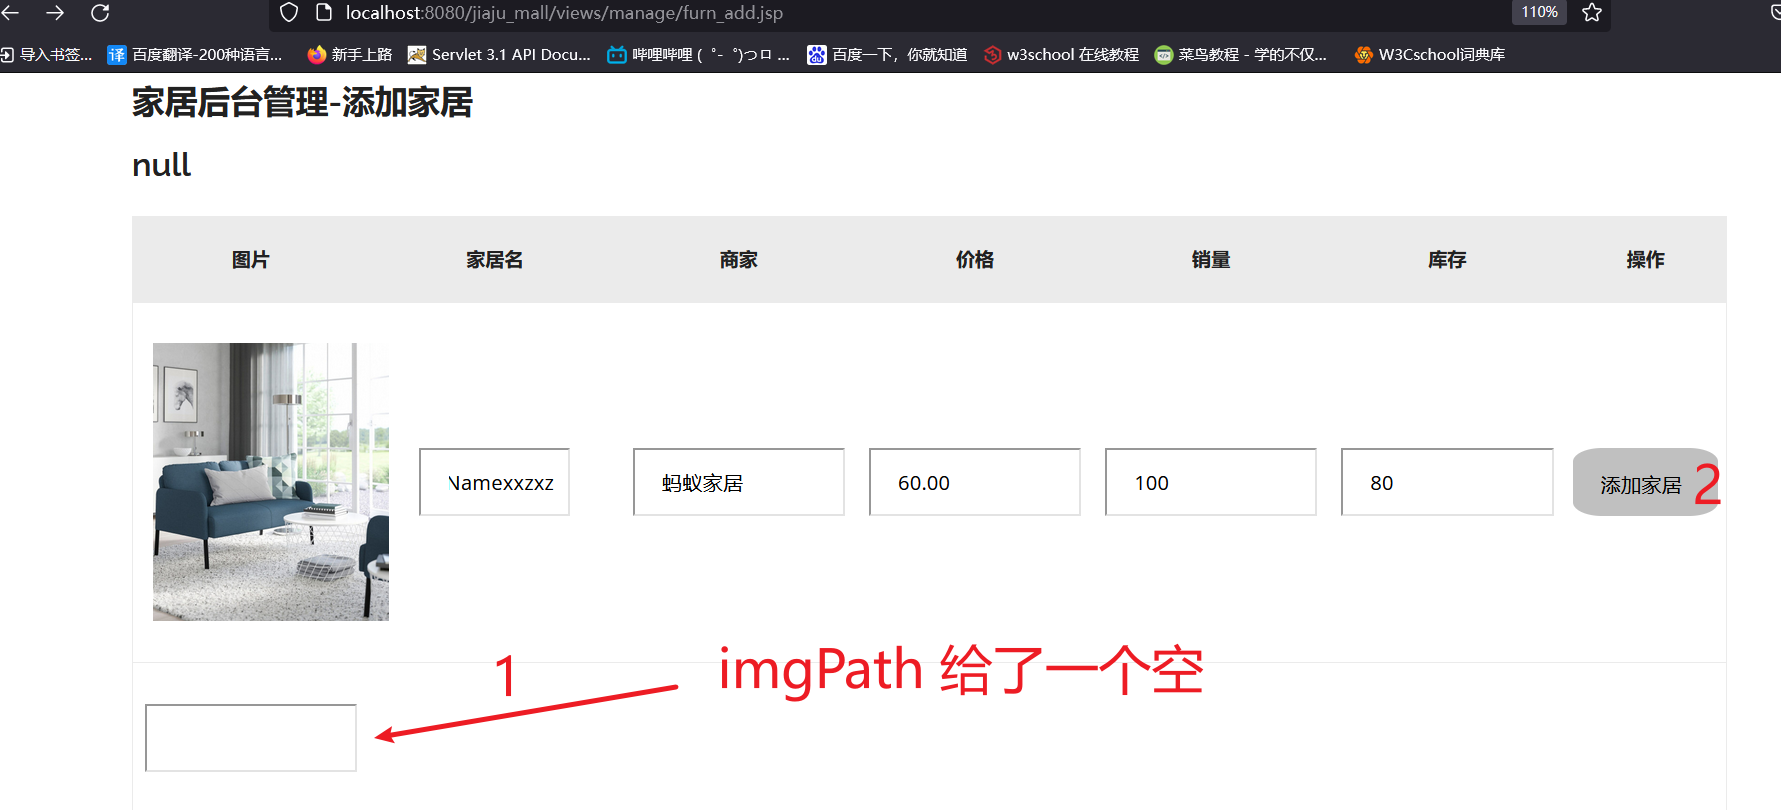 localhost:8080/jiaju_mall/views/manage/furn_add.jsp 110%
导入书签... 译 百度翻译-200种语言... 新手上路 Servlet 3.1 API Docu... 哔哩哔哩 ( ゜- ゜)つロ ... du 百度一下，你就知道 w3school 在线教程 菜鸟教程 - 学的不仅... W3Cschool词典库
家居后台管理-添加家居
null
图片 家居名 商家 价格 销量 库存 操作
Namexxzxz 蚂蚁家居 60.00 100 80 添加家居 2
1 imgPath 给了一个空